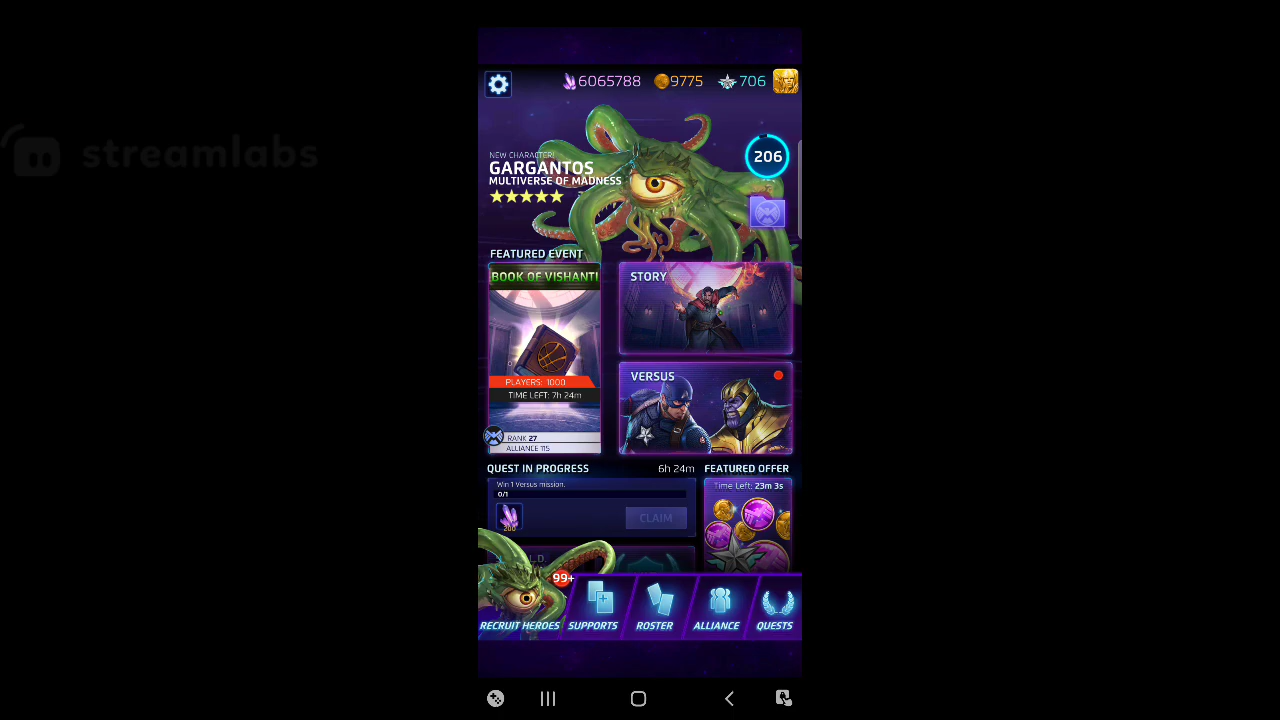 6065788 9775 706
streamlabs
NEW CHARACTER!
GARGANTOS
MULTIVERSE OF MADNESS
206
FEATURED EVENT
BOOK OF VISHANTI
STORY
PLAYERS: 1000
TIME LEFT: 7h 24m
RANK 27
ALLIANCE 115
VERSUS
QUEST IN PROGRESS 6h 24m
Win 1 Versus mission.
0/1
200
CLAIM
FEATURED OFFER
Time Left: 23m 3s
99+
RECRUIT HEROES
SUPPORTS
ROSTER
ALLIANCE
QUESTS